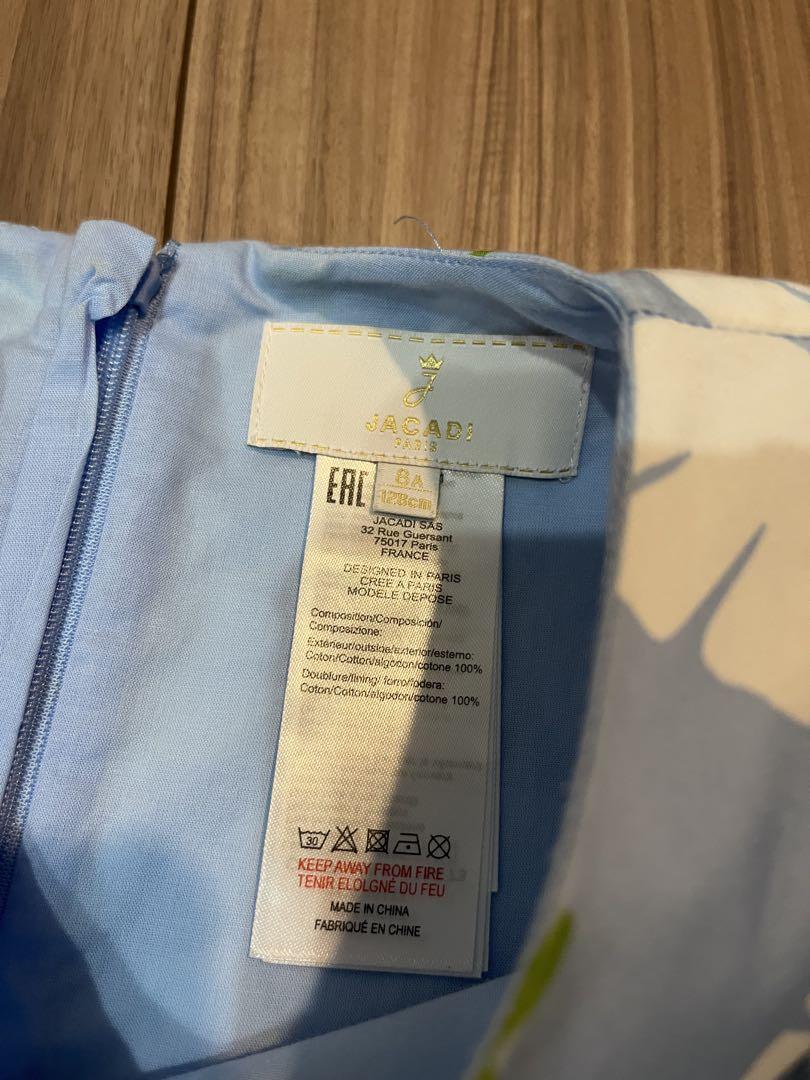 J
JACADI
PARIS
EAC
8A
128cm
JACADI SAS
32 Rue Guersant
75017 Paris
FRANCE
DESIGNED IN PARIS
CREE A PARIS
MODELE DEPOSE
Composition/Composición/
Composizione:
Extérieur/outside/exterior/esterno:
Coton/Cotton/algodon/cotone 100%
Doublure/lining/ forro/fodera:
Coton/Cotton/algodon/cotone 100%
30
KEEP AWAY FROM FIRE
TENIR ELOLGNÉ DU FEU
MADE IN CHINA
FABRIQUÉ EN CHINE